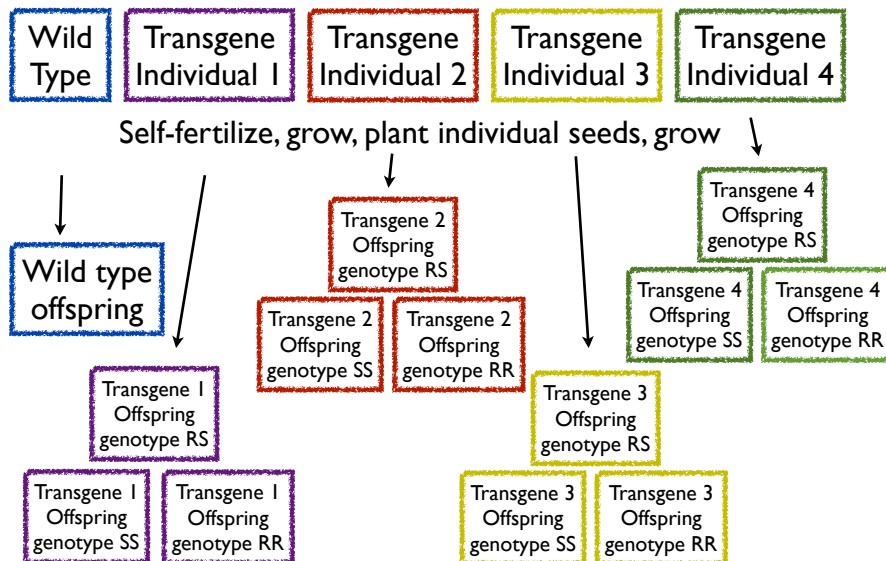 Wild
Type
Transgene
Individual 1
Transgene
Individual 2
Transgene
Individual 3
Transgene
Individual 4
Self-fertilize, grow, plant individual seeds, grow
Wild type
offspring
Transgene 1
Offspring
genotype RS
Transgene 1
Offspring
genotype SS
Transgene 1
Offspring
genotype RR
Transgene 2
Offspring
genotype RS
Transgene 2
Offspring
genotype SS
Transgene 2
Offspring
genotype RR
Transgene 3
Offspring
genotype RS
Transgene 3
Offspring
genotype SS
Transgene 3
Offspring
genotype RR
Transgene 4
Offspring
genotype RS
Transgene 4
Offspring
genotype SS
Transgene 4
Offspring
genotype RR